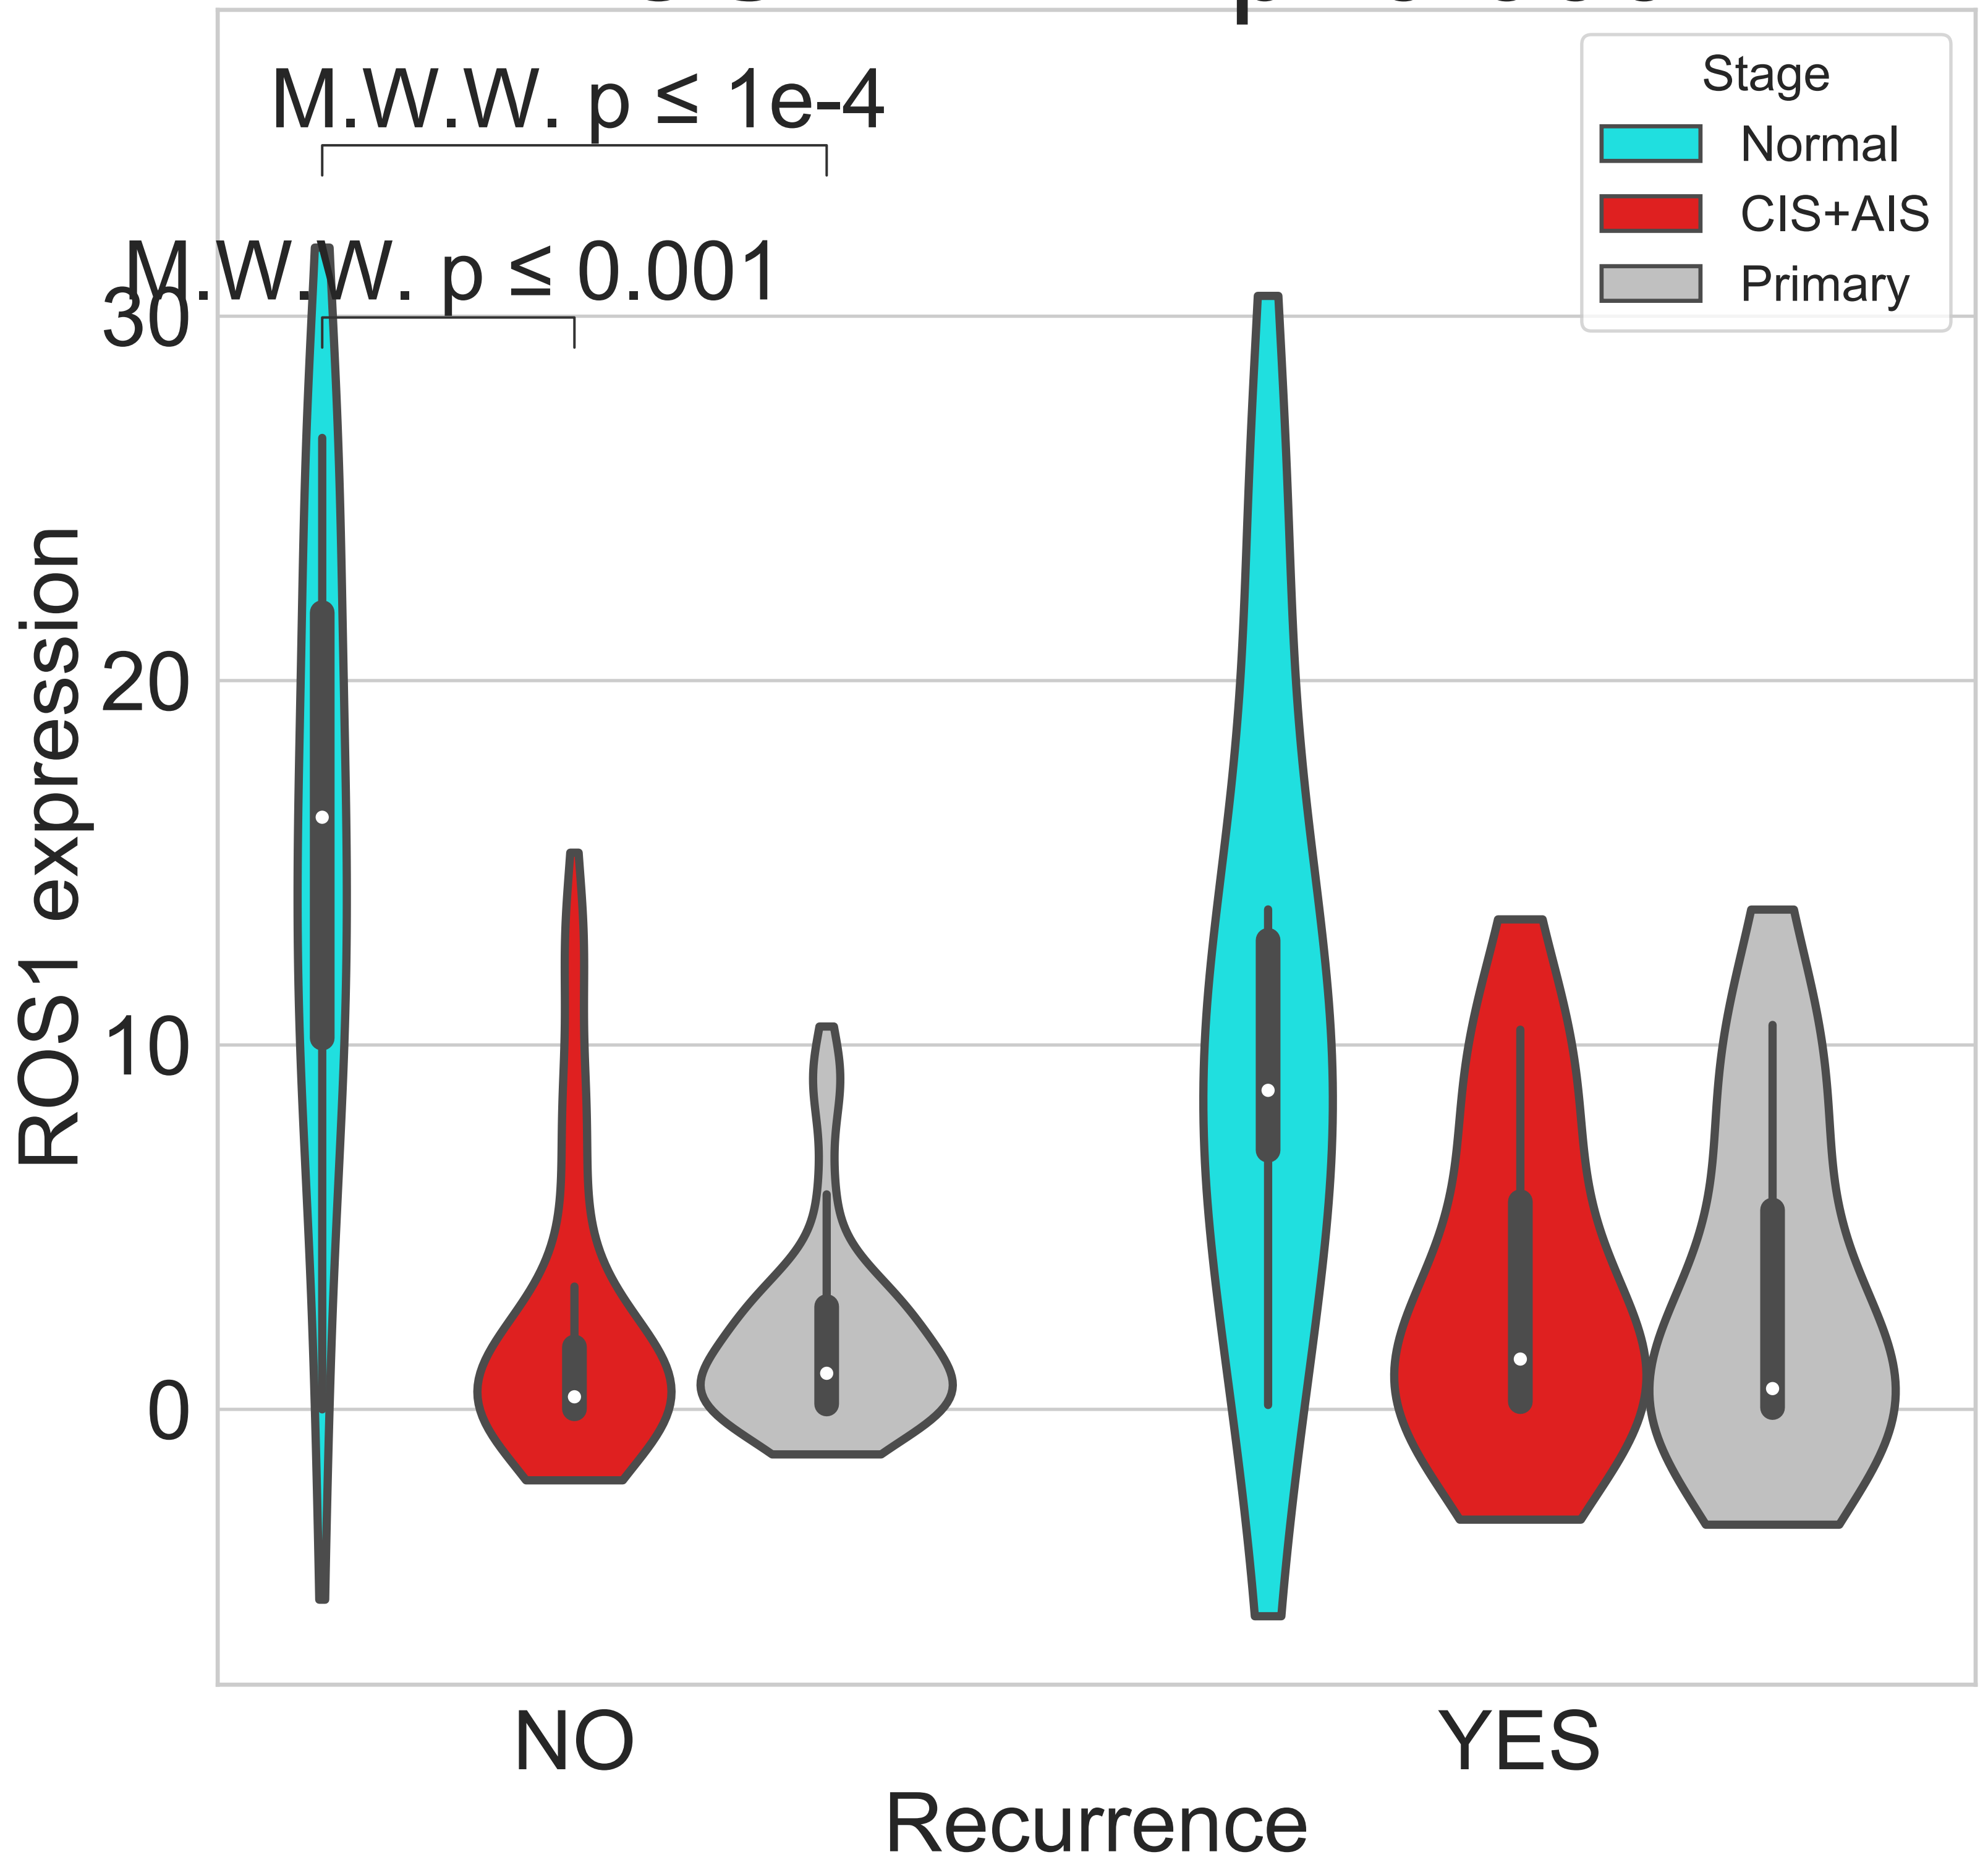 M.W.W. p ≤ 1e-4
M.W.W. p ≤ 0.001
Stage
Normal
CIS+AIS
Primary
ROS1 expression
30
20
10
0
NO
YES
Recurrence